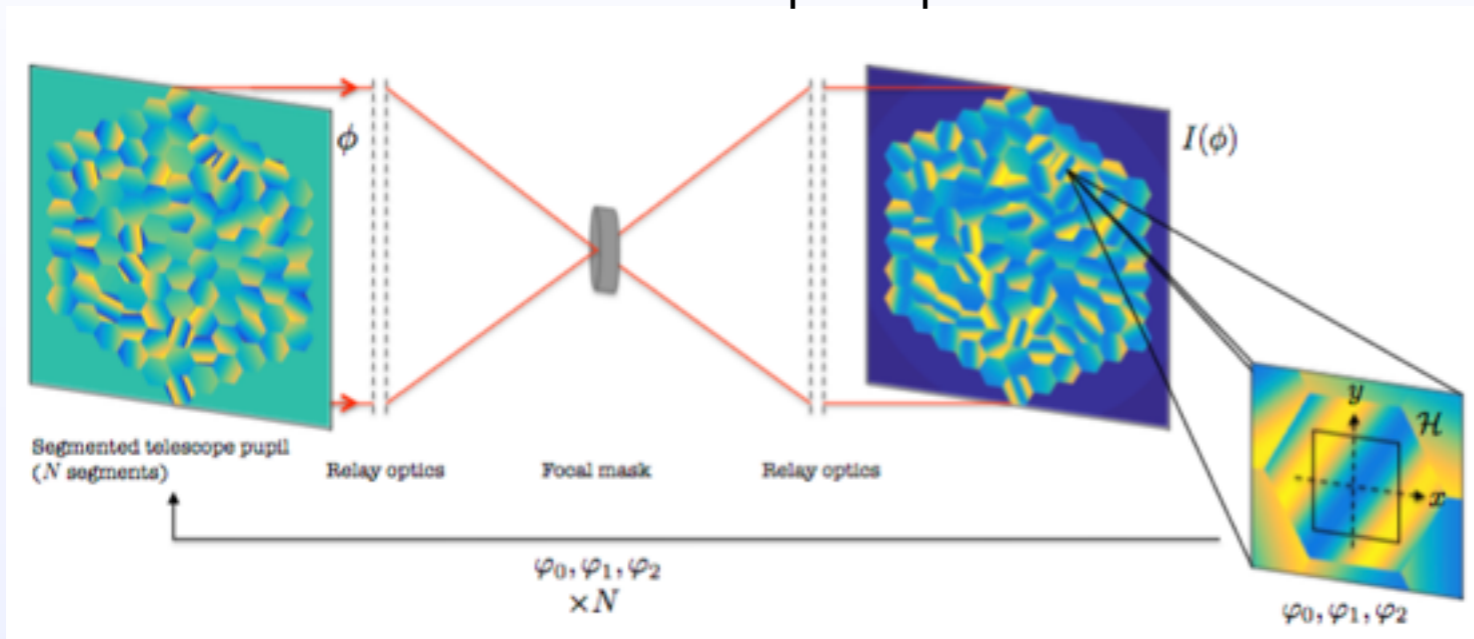 ϕ
I(ϕ)
y
ℋ
x
Segmented telescope pupil
(N segments)
Relay optics
Focal mask
Relay optics
φ₀, φ₁, φ₂
×N
φ₀, φ₁, φ₂